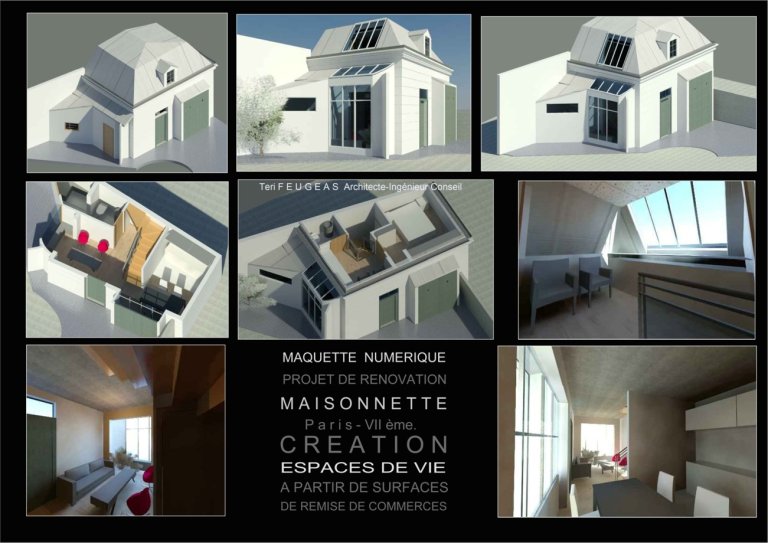 Teri F E U G E A S Architecte-Ingénieur Conseil
MAQUETTE NUMERIQUE
PROJET DE RENOVATION
MAISONNETTE
Paris - VII ème.
CREATION
ESPACES DE VIE
A PARTIR DE SURFACES
DE REMISE DE COMMERCES